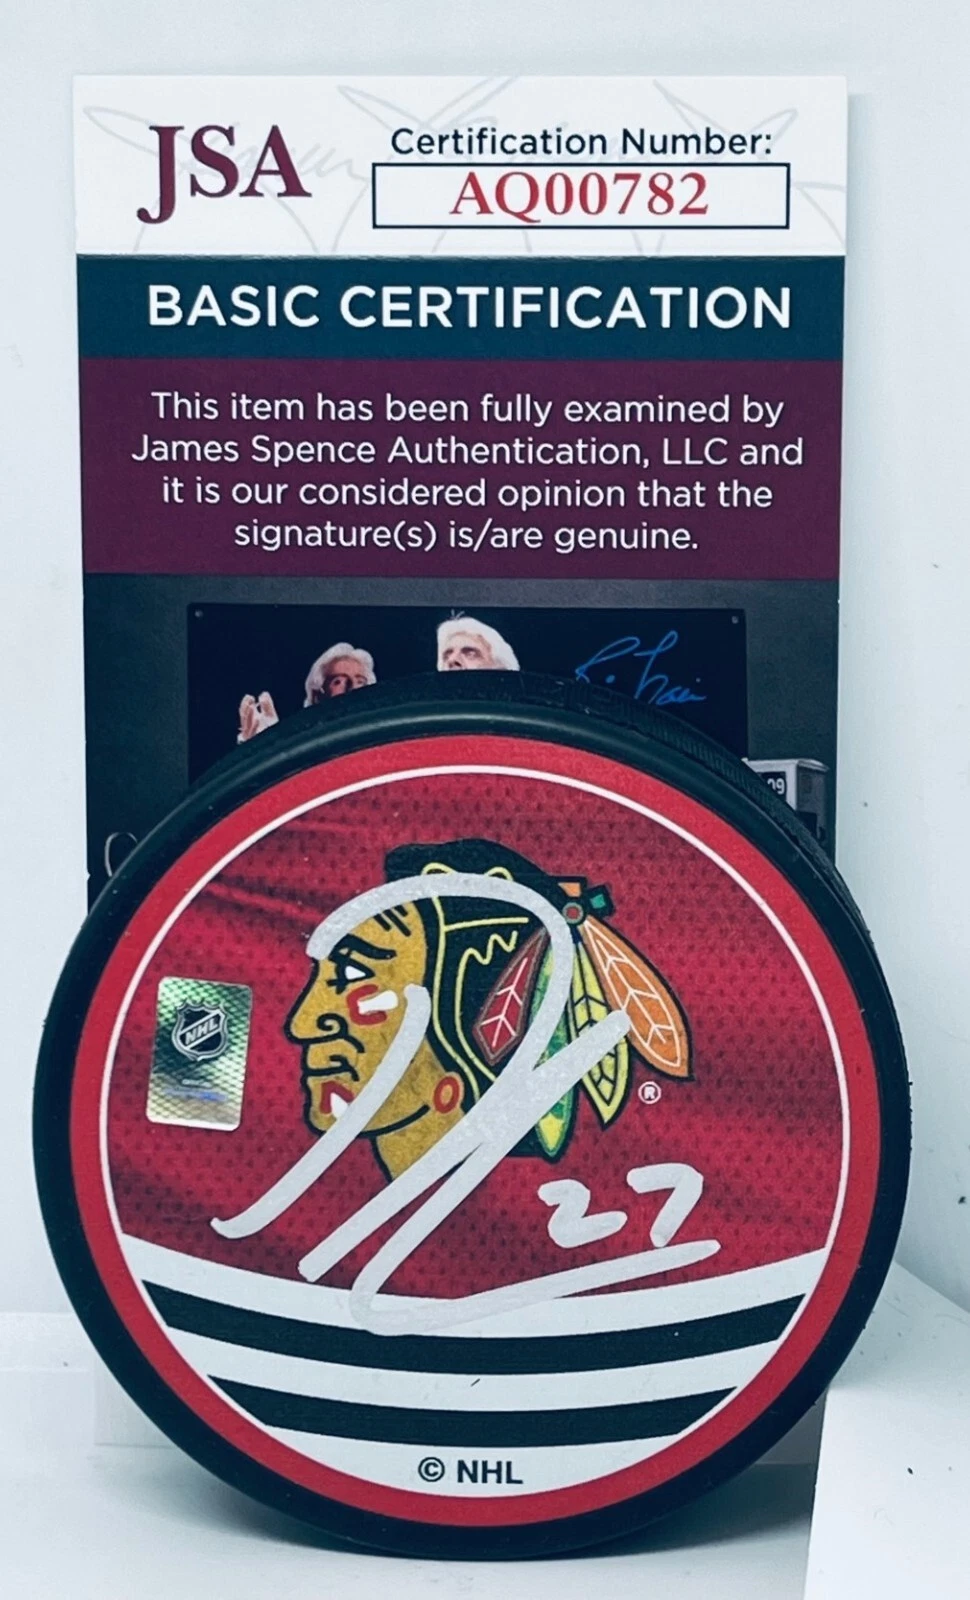 JSA
Certification Number:
AQ00782
BASIC CERTIFICATION
This item has been fully examined by
James Spence Authentication, LLC and
it is our considered opinion that the
signature(s) is/are genuine.
NHL
®
27
© NHL